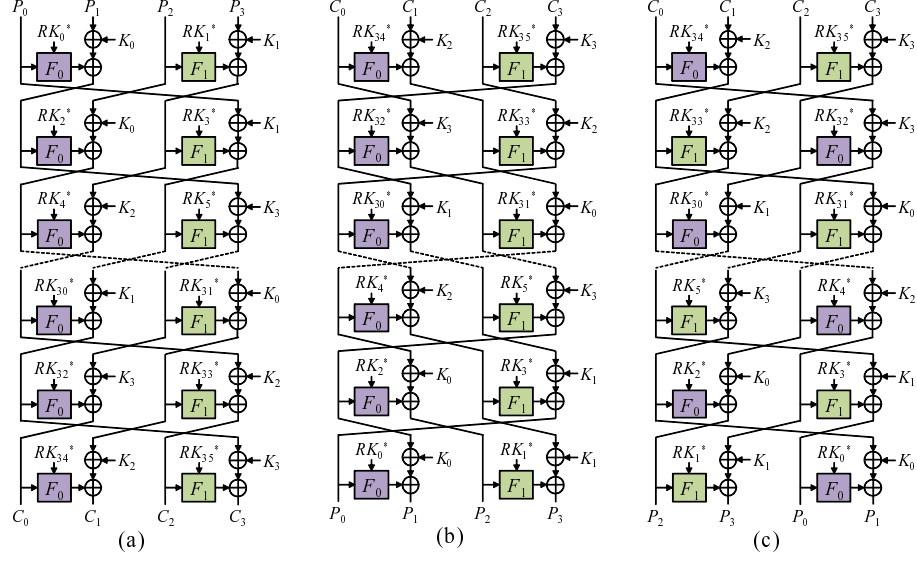 P₀ P₁ P₂ P₃
RK₀* K₀ RK₁* K₁
F₀ F₁
RK₂* K₀ RK₃* K₁
F₀ F₁
RK₄* K₂ RK₅* K₃
F₀ F₁
RK₃₀* K₁ RK₃₁* K₀
F₀ F₁
RK₃₂* K₃ RK₃₃* K₂
F₀ F₁
RK₃₄* K₂ RK₃₅* K₃
F₀ F₁
C₀ C₁ C₂ C₃
(a)
C₀ C₁ C₂ C₃
RK₃₄* K₂ RK₃₅* K₃
F₀ F₁
RK₃₂* K₃ RK₃₃* K₂
F₀ F₁
RK₃₀* K₁ RK₃₁* K₀
F₀ F₁
RK₄* K₂ RK₅* K₃
F₀ F₁
RK₂* K₀ RK₃* K₁
F₀ F₁
RK₀* K₀ RK₁* K₁
F₀ F₁
P₀ P₁ P₂ P₃
(b)
C₀ C₁ C₂ C₃
RK₃₄* K₂ RK₃₅* K₃
F₀ F₁
RK₃₃* K₂ RK₃₂* K₃
F₁ F₀
RK₃₀* K₁ RK₃₁* K₀
F₀ F₁
RK₅* K₃ RK₄* K₂
F₁ F₀
RK₂* K₀ RK₃* K₁
F₀ F₁
RK₁* K₁ RK₀* K₀
F₁ F₀
P₂ P₃ P₀ P₁
(c)